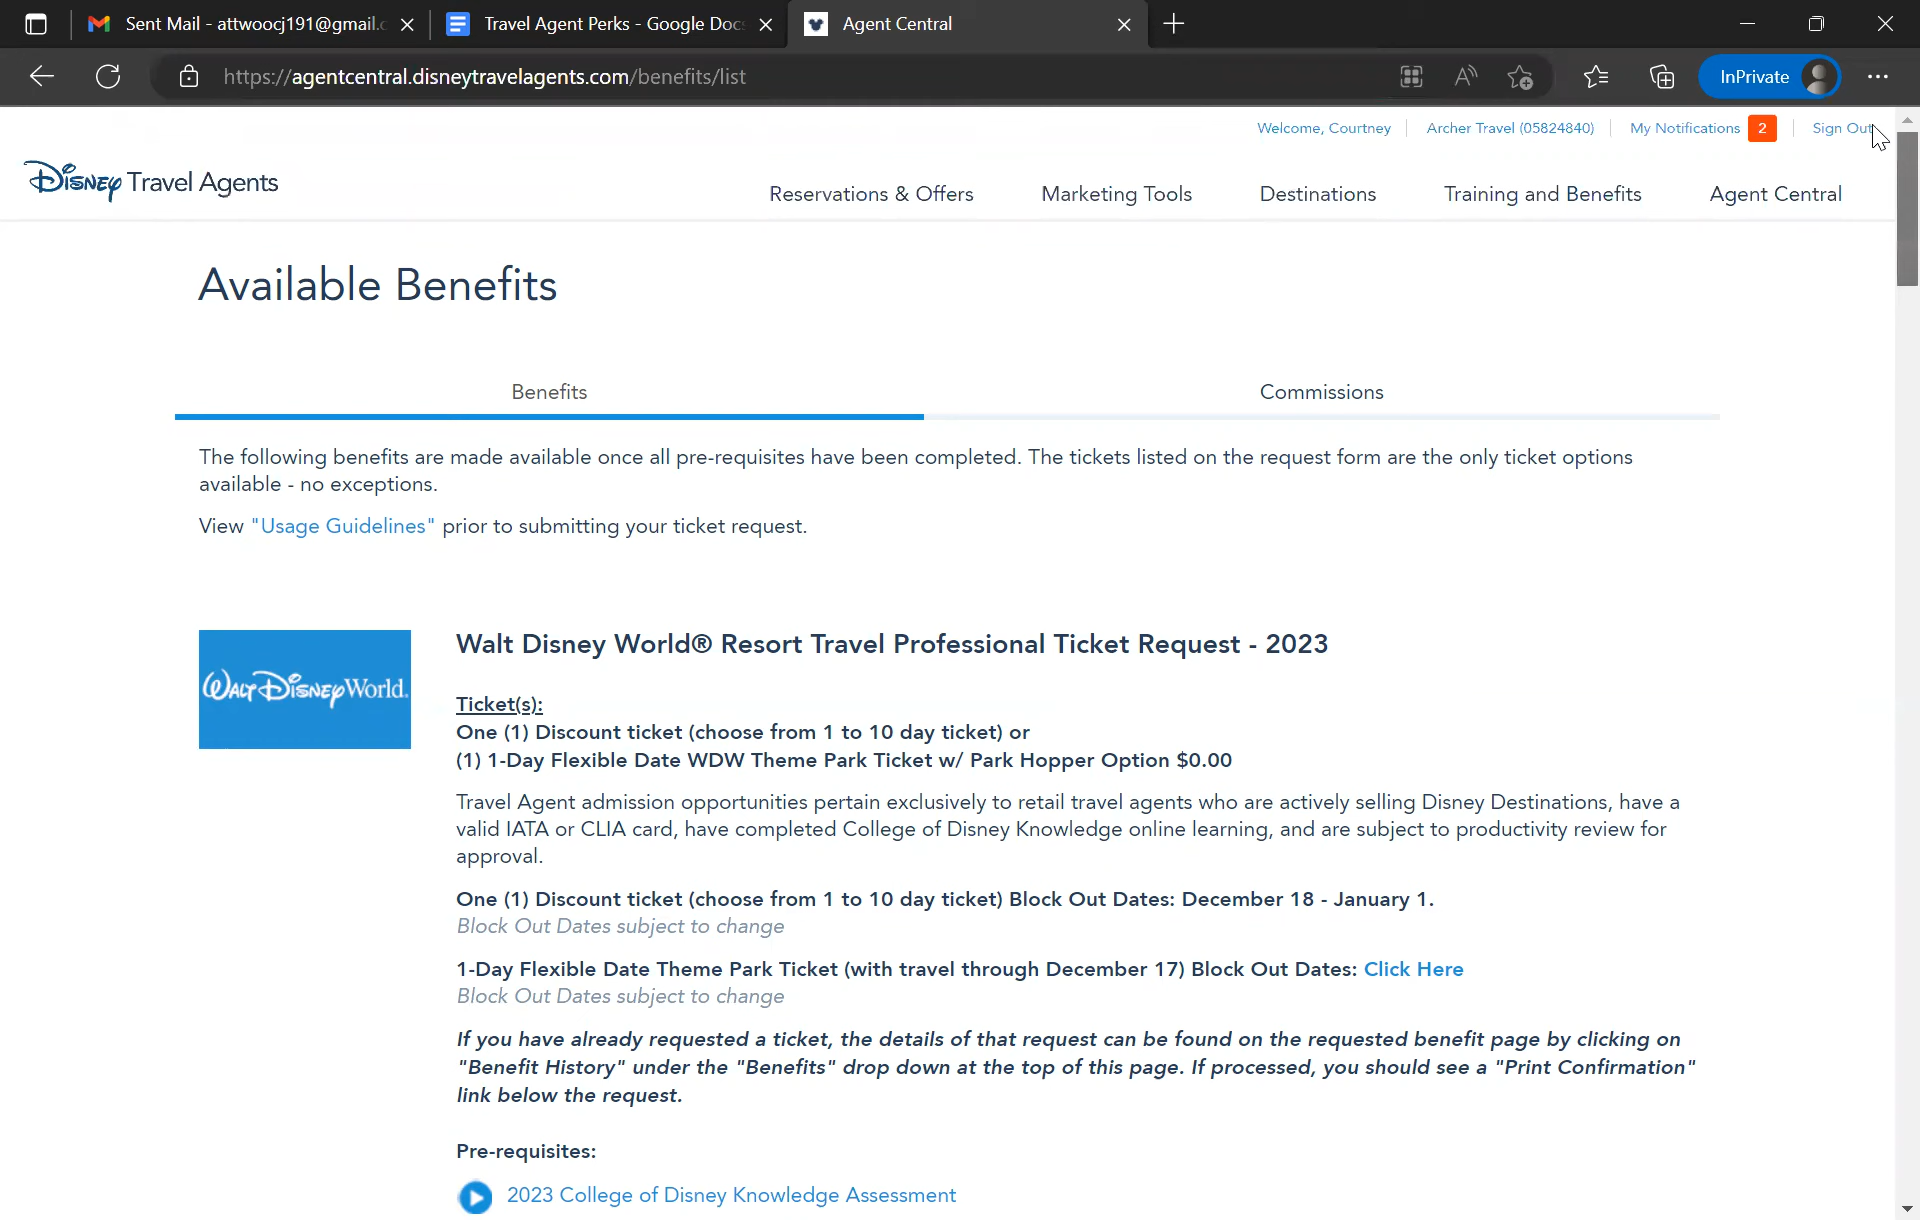 Sent Mail - attwoocj191@gmail.c
Travel Agent Perks - Google Docs
Agent Central
https://agentcentral.disneytravelagents.com/benefits/list
InPrivate
Welcome, Courtney
Archer Travel (05824840)
My Notifications 2
Sign Out
Disney Travel Agents
Reservations & Offers
Marketing Tools
Destinations
Training and Benefits
Agent Central
Available Benefits
Benefits
Commissions
The following benefits are made available once all pre-requisites have been completed. The tickets listed on the request form are the only ticket options
available - no exceptions.
View "Usage Guidelines" prior to submitting your ticket request.
Walt Disney World.
Walt Disney World® Resort Travel Professional Ticket Request - 2023
Ticket(s):
One (1) Discount ticket (choose from 1 to 10 day ticket) or
(1) 1-Day Flexible Date WDW Theme Park Ticket w/ Park Hopper Option $0.00
Travel Agent admission opportunities pertain exclusively to retail travel agents who are actively selling Disney Destinations, have a
valid IATA or CLIA card, have completed College of Disney Knowledge online learning, and are subject to productivity review for
approval.
One (1) Discount ticket (choose from 1 to 10 day ticket) Block Out Dates: December 18 - January 1.
Block Out Dates subject to change
1-Day Flexible Date Theme Park Ticket (with travel through December 17) Block Out Dates: Click Here
Block Out Dates subject to change
If you have already requested a ticket, the details of that request can be found on the requested benefit page by clicking on
"Benefit History" under the "Benefits" drop down at the top of this page. If processed, you should see a "Print Confirmation"
link below the request.
Pre-requisites:
2023 College of Disney Knowledge Assessment